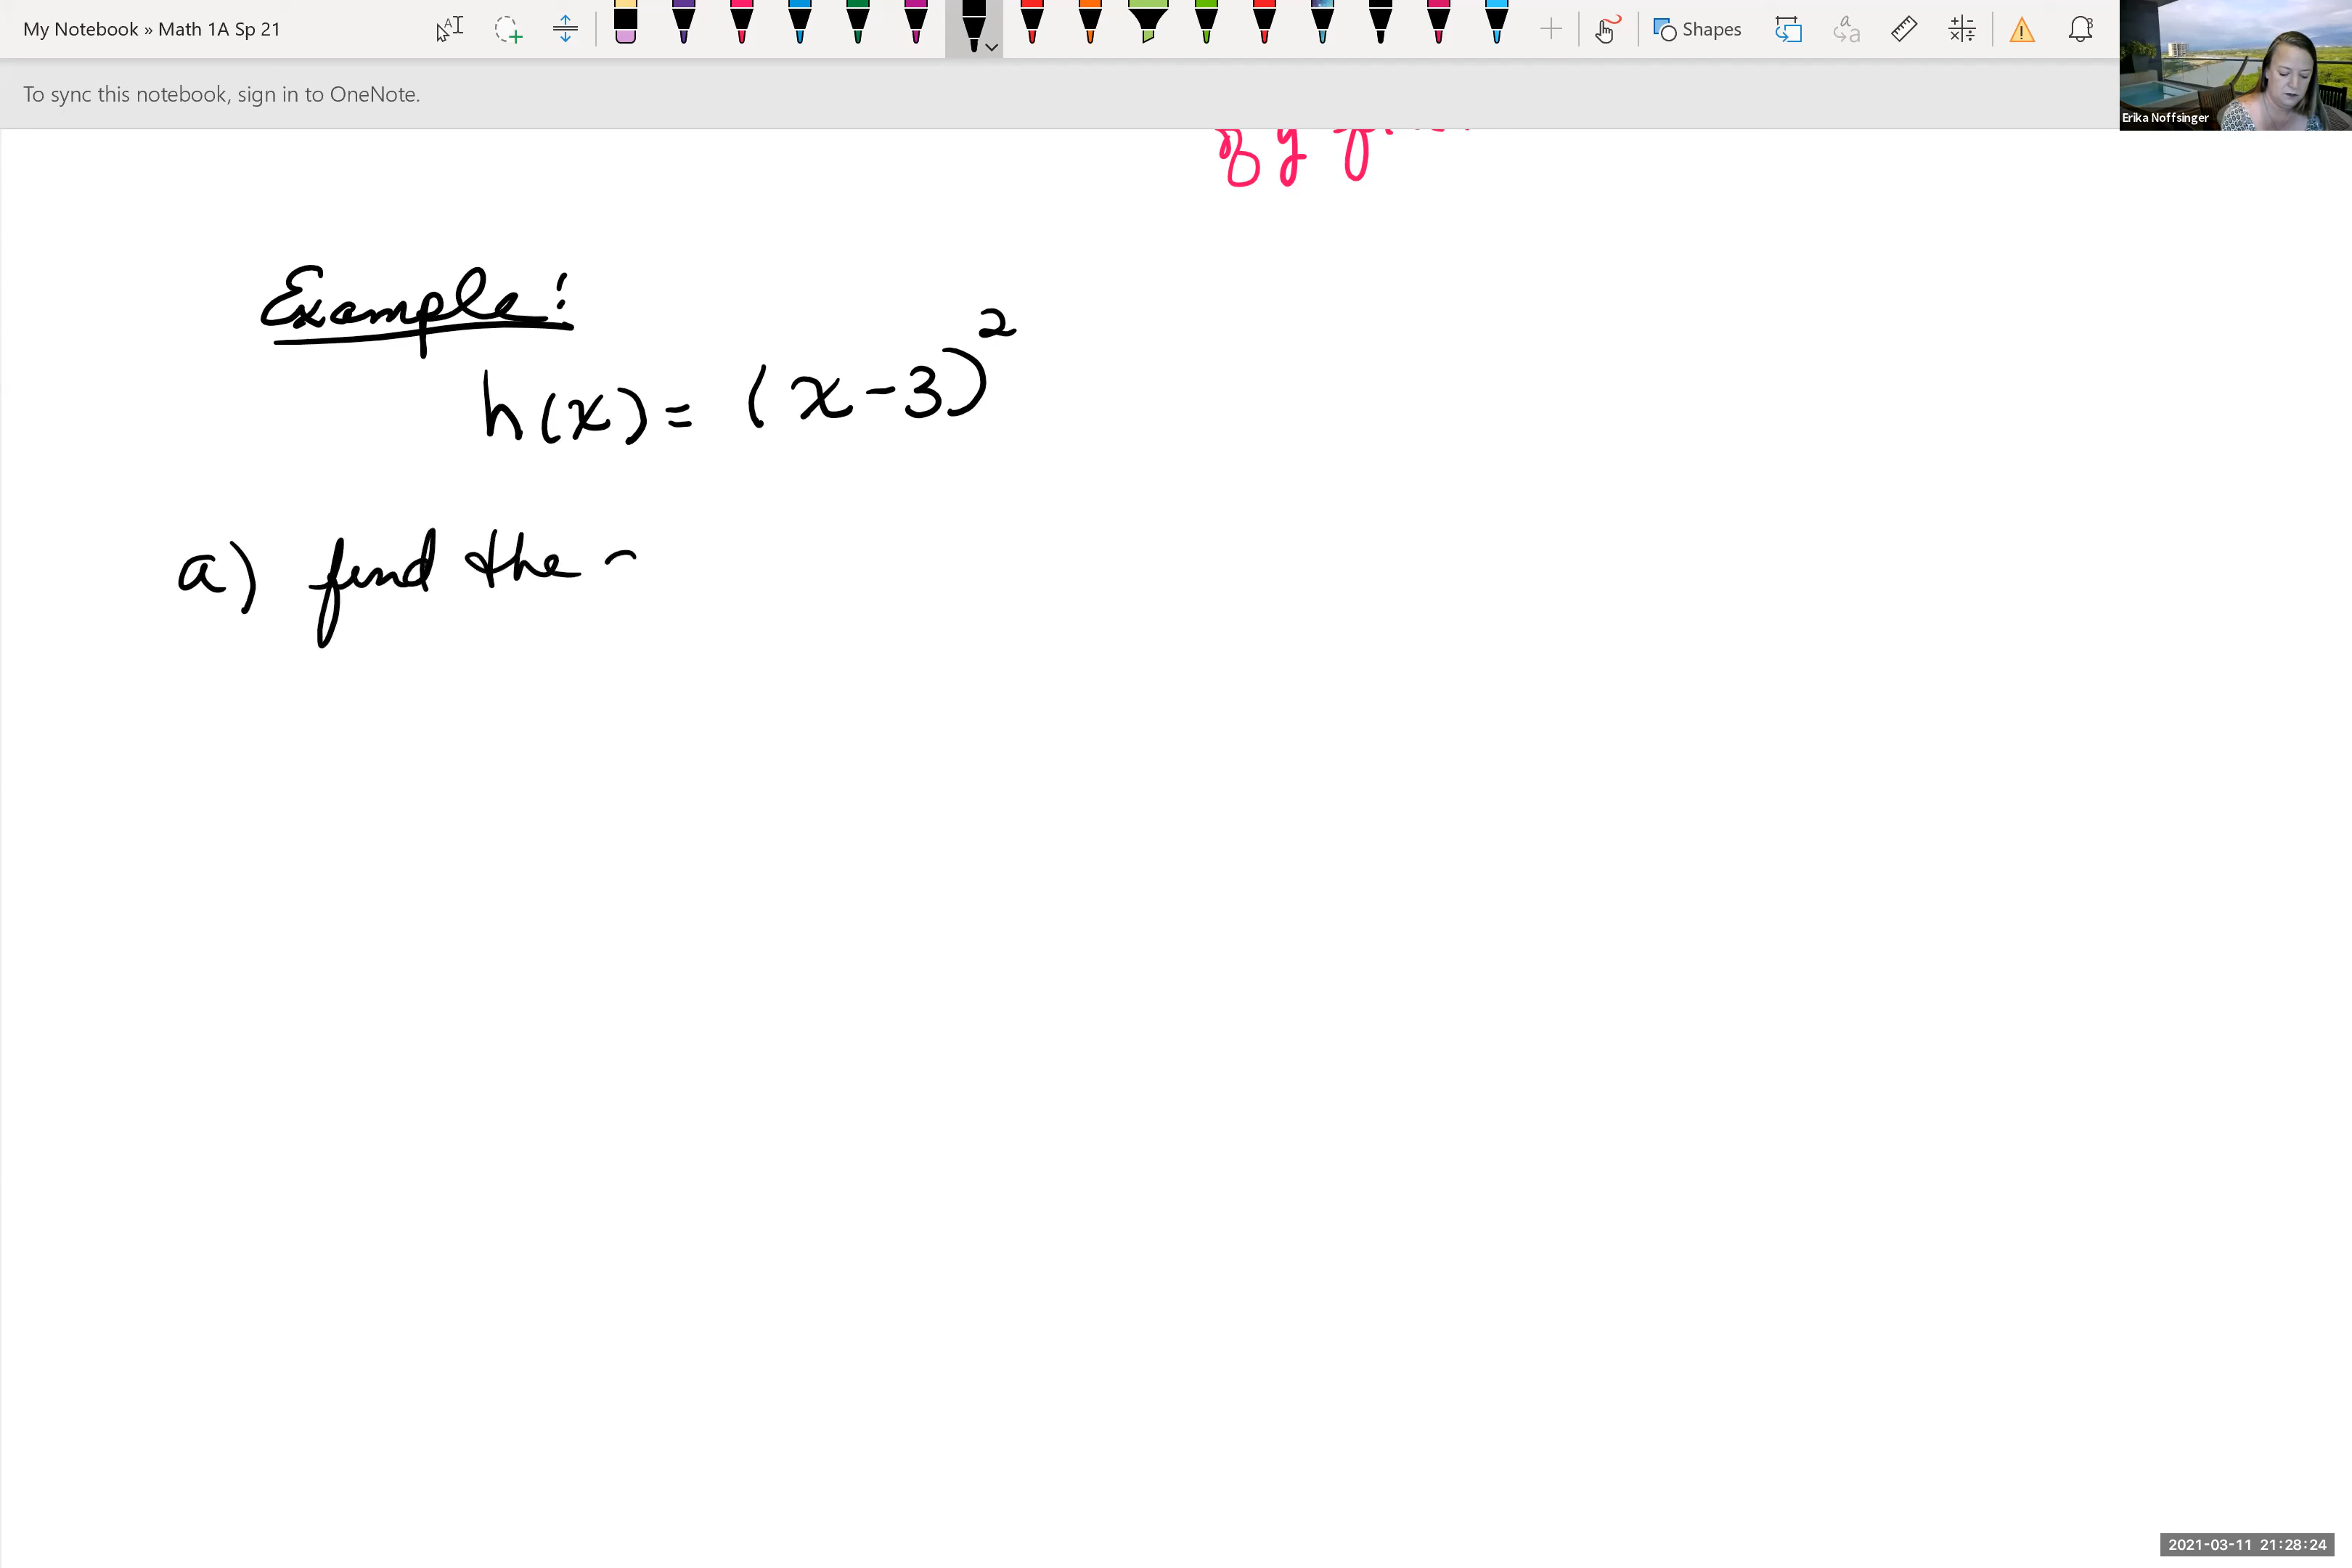 My Notebook » Math 1A Sp 21
Shapes
To sync this notebook, sign in to OneNote.
Erika Noffsinger
Example:
h(x) = (x-3)²
a) find the
2021-03-11 21:28:24